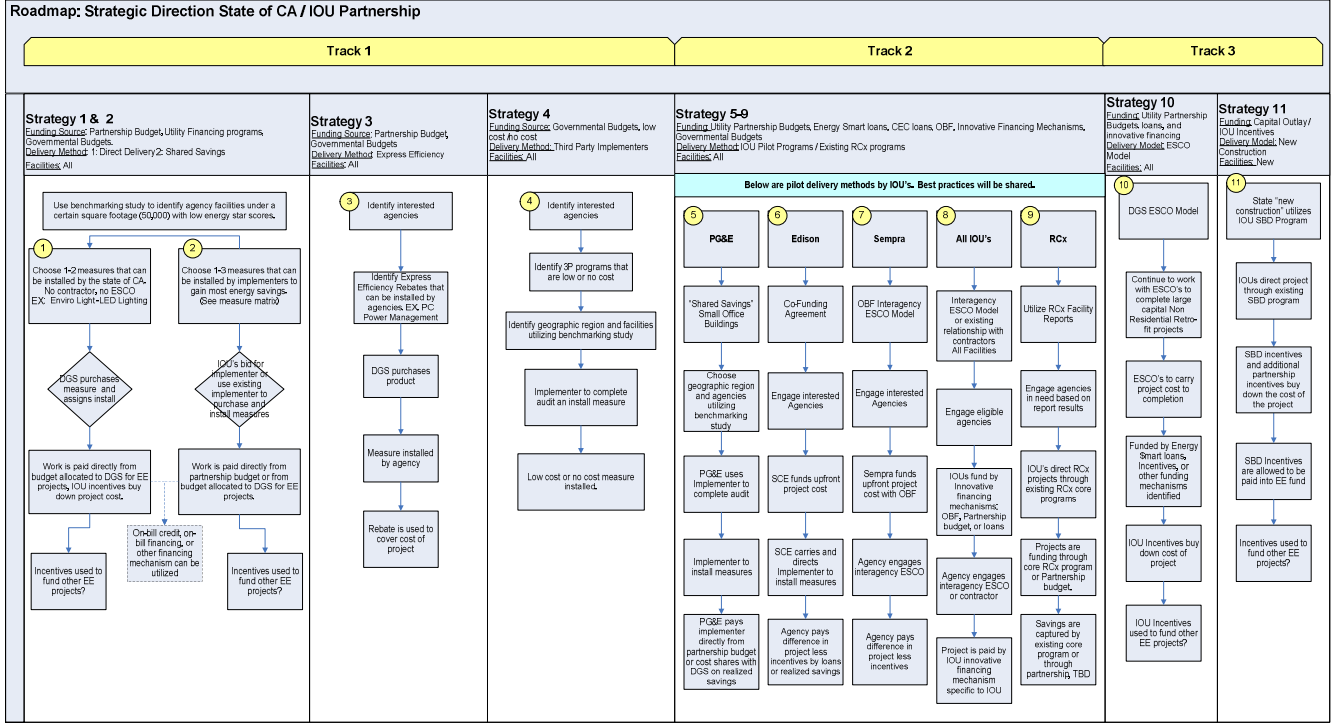 Roadmap: Strategic Direction State of CA / IOU Partnership
Track 1
Track 2
Track 3
Strategy 1 & 2
Funding Source: Partnership Budget, Utility Financing programs,
Governmental Budgets.
Delivery Method: 1: Direct Delivery 2: Shared Savings
Facilities: All
Strategy 3
Funding Source: Partnership Budget,
Governmental Budgets
Delivery Method: Express Efficiency
Facilities: All
Strategy 4
Funding Source: Governmental Budgets, low
cost /no cost
Delivery Method: Third Party Implementers
Facilities: All
Strategy 5-9
Funding: Utility Partnership Budgets, Energy Smart loans, CEC loans, OBF, Innovative Financing Mechanisms,
Governmental Budgets
Delivery Method: IOU Pilot Programs / Existing RCx programs
Strategy 10
Funding: Utility Partnership
Budgets, loans, and
innovative financing
Delivery Model: ESCO
Model
Facilities: All
Strategy 11
Funding: Capital Outlay /
IOU Incentives
Delivery Model: New
Construction
Facilities: New
Use benchmarking study to identify agency facilities under a
certain square footage (50,000) with low energy star scores.
1
Choose 1-2 measures that can
be installed by the state of CA.
No contractor, no ESCO
EX: Enviro Light-LED Lighting
DGS purchases
measure and
assigns install
Work is paid directly from
budget allocated to DGS for EE
projects, IOU incentives buy
down project cost.
Incentives used to
fund other EE
projects?
On-bill credit, on-
bill financing, or
other financing
mechanism can be
utilized
2
Choose 1-3 measures that can
be installed by implementers to
gain most energy savings.
(See measure matrix)
IOU's bid for
implementer or
use existing
implementer to
purchase and
install measures
Work is paid directly from
partnership budget or from
budget allocated to DGS for EE
projects.
Incentives used to
fund other EE
projects?
3
Identify interested
agencies
Identify Express
Efficiency Rebates that
can be installed by
agencies. EX. PC
Power Management
DGS purchases
product
Measure installed
by agency
Rebate is used to
cover cost of
project
4
Identify interested
agencies
Identify 3P programs that
are low or no cost
Identify geographic region and facilities
utilizing benchmarking study
Implementer to complete
audit an install measure
Low cost or no cost measure
installed.
Below are pilot delivery methods by IOU's. Best practices will be shared.
5
PG&E
"Shared Savings"
Small Office
Buildings
Choose
geographic region
and agencies
utilizing
benchmarking
study
PG&E uses
Implementer to
complete audit
Implementer to
install measures
PG&E pays
implementer
directly from
partnership budget
or cost shares with
DGS on realized
savings
6
Edison
Co-Funding
Agreement
Engage interested
Agencies
SCE funds upfront
project cost
SCE carries and
directs
Implementer to
install measures
Agency pays
difference in
project less
incentives by loans
or realized savings
7
Sempra
OBF Interagency
ESCO Model
Engage interested
Agencies
Sempra funds
upfront project
cost with OBF
Agency engages
interagency ESCO
Agency pays
difference in
project less
incentives
8
All IOU's
Interagency
ESCO Model
or existing
relationship with
contractors
All Facilities
Engage eligible
agencies
IOUs fund by
Innovative
financing
mechanisms;
OBF, Partnership
budget, or loans
Agency engages
interagency ESCO
or contractor
Project is paid by
IOU innovative
financing
mechanism
specific to IOU
9
RCx
Utilize RCx Facility
Reports
Engage agencies
in need based on
report results
IOU's direct RCx
projects through
existing RCx core
programs
Projects are
funding through
core RCx program
or Partnership
budget.
Savings are
captured by
existing core
program or
through
partnership, TBD
10
DGS ESCO Model
Continue to work
with ESCO's to
complete large
capital Non
Residential Retro-
fit projects
ESCO's to carry
project cost to
completion
Funded by Energy
Smart loans,
Incentives, or
other funding
mechanisms
identified
IOU Incentives buy
down cost of
project
IOU Incentives
used to fund other
EE projects?
11
State "new
construction" utilizes
IOU SBD Program
IOUs direct project
through existing
SBD program
SBD incentives
and additional
partnership
incentives buy
down the cost of
the project
SBD Incentives
are allowed to be
paid into EE fund
Incentives used to
fund other EE
projects?